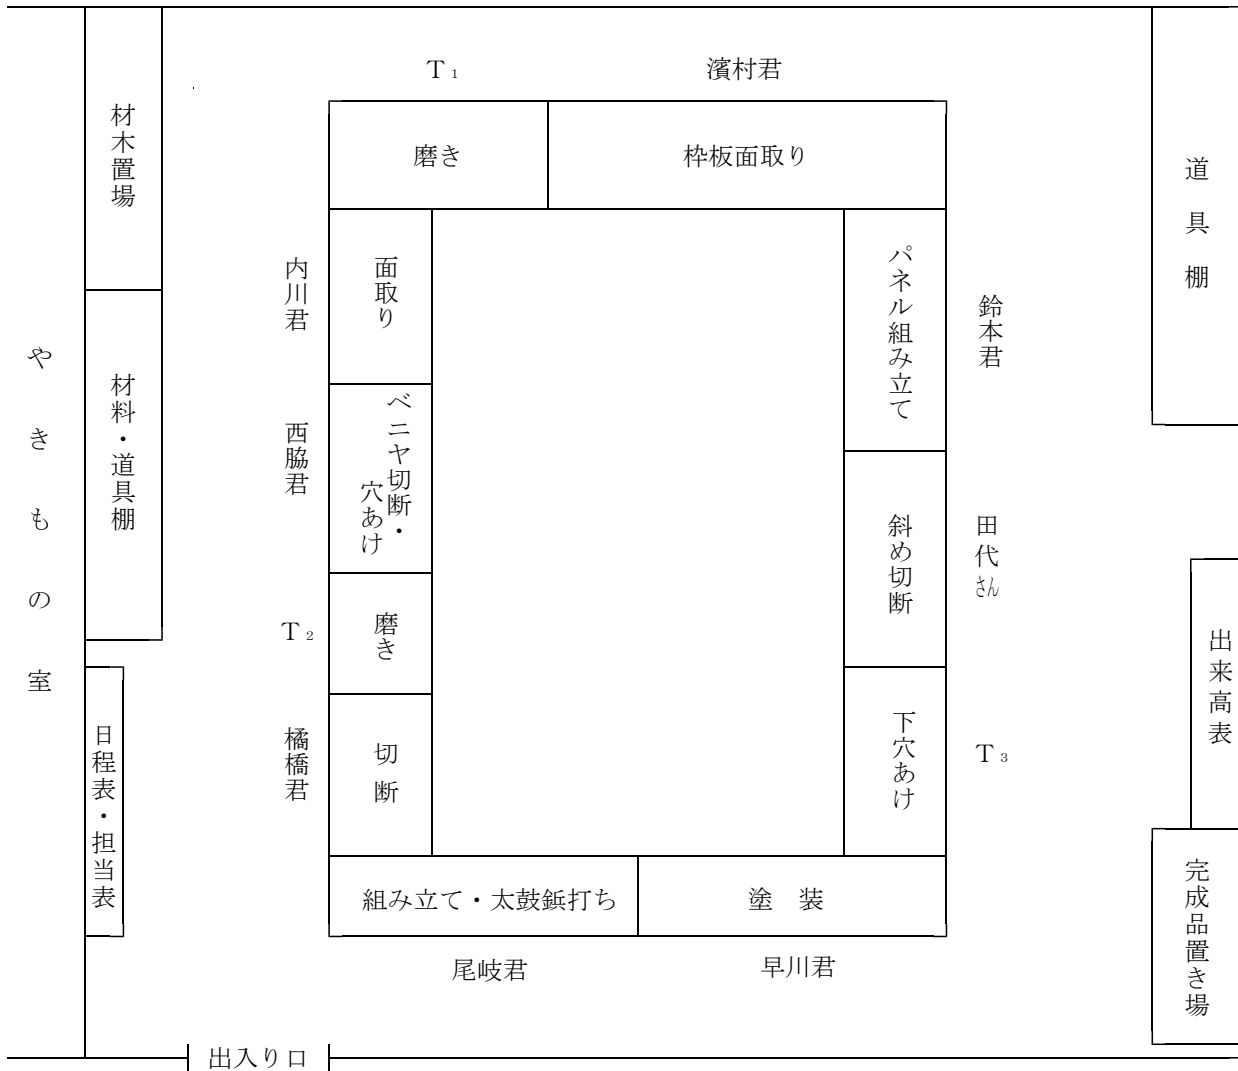 T₁
濱村君
材木置場
磨き
枠板面取り
道具棚
内川君
面取り
パネル組み立て
鈴本君
やきもの室
材料・道具棚
西脇君
ベニヤ切断・
穴あけ
斜め切断
田代さん
T₂
磨き
出来高表
日程表・担当表
橘橋君
切断
下穴あけ
T₃
組み立て・太鼓鋲打ち
塗 装
完成品置き場
尾岐君
早川君
出入り口